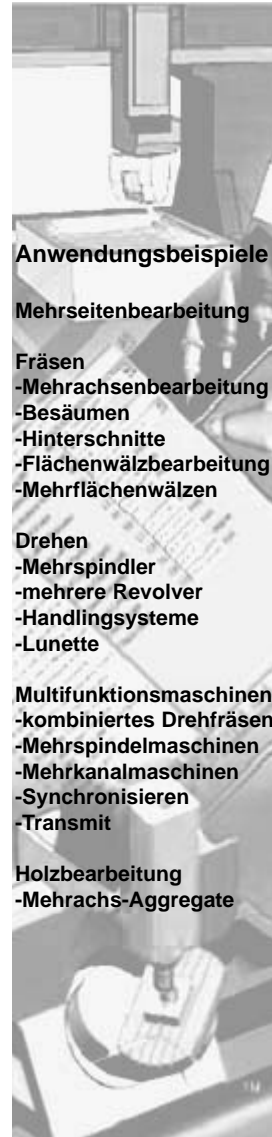 Anwendungsbeispiele
Mehrseitenbearbeitung
Fräsen
-Mehrachsenbearbeitung
-Besäumen
-Hinterschnitte
-Flächenwälzbearbeitung
-Mehrflächenwälzen
Drehen
-Mehrspindler
-mehrere Revolver
-Handlingsysteme
-Lunette
Multifunktionsmaschinen
-kombiniertes Drehfräsen
-Mehrspindelmaschinen
-Mehrkanalmaschinen
-Synchronisieren
-Transmit
Holzbearbeitung
-Mehrachs-Aggregate